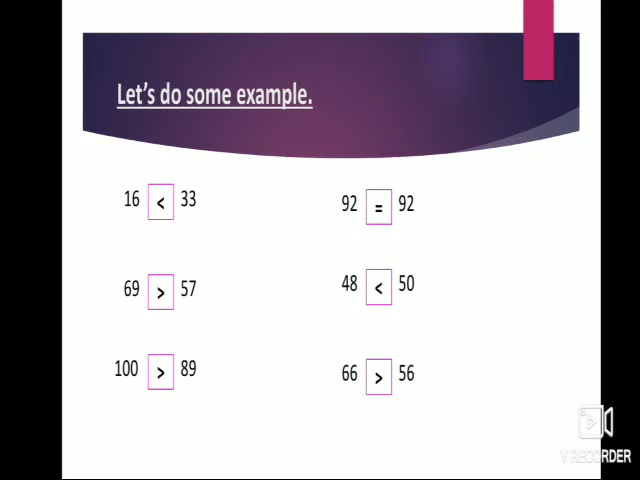 Let's do some example.
16 < 33
92 = 92
69 > 57
48 < 50
100 > 89
66 > 56
V RECORDER